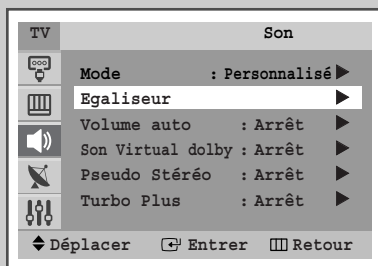 TV Son
Mode : Personnalisé
Egaliseur
Volume auto : Arrêt
Son Virtual dolby : Arrêt
Pseudo Stéréo : Arrêt
Turbo Plus : Arrêt
Déplacer Entrer Retour